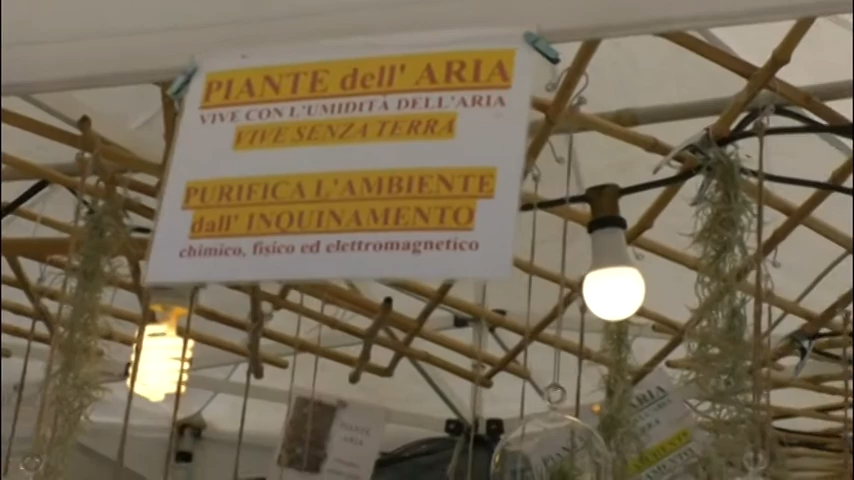 PIANTE dell' ARIA
VIVE CON L'UMIDITÀ DELL'ARIA
VIVE SENZA TERRA
PURIFICA L'AMBIENTE
dall' INQUINAMENTO
chimico, fisico ed elettromagnetico
PIANTE
ARIA
ARIA